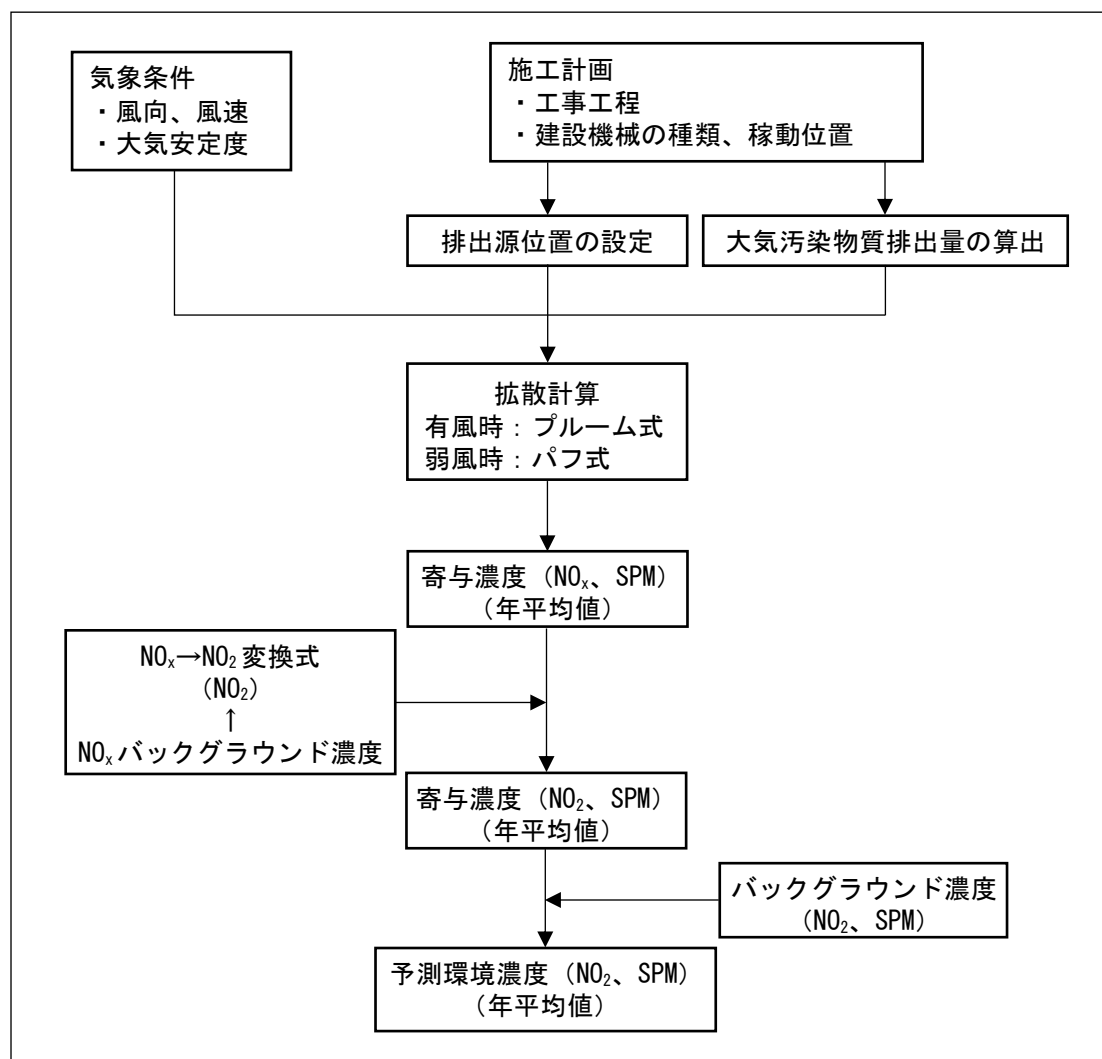 気象条件
・風向、風速
・大気安定度
施工計画
・工事工程
・建設機械の種類、稼動位置
排出源位置の設定
大気汚染物質排出量の算出
拡散計算
有風時：プルーム式
弱風時：パフ式
寄与濃度（NOx、SPM）
（年平均値）
NOx→NO2変換式
（NO2）
↑
NOxバックグラウンド濃度
寄与濃度（NO2、SPM）
（年平均値）
バックグラウンド濃度
（NO2、SPM）
予測環境濃度（NO2、SPM）
（年平均値）